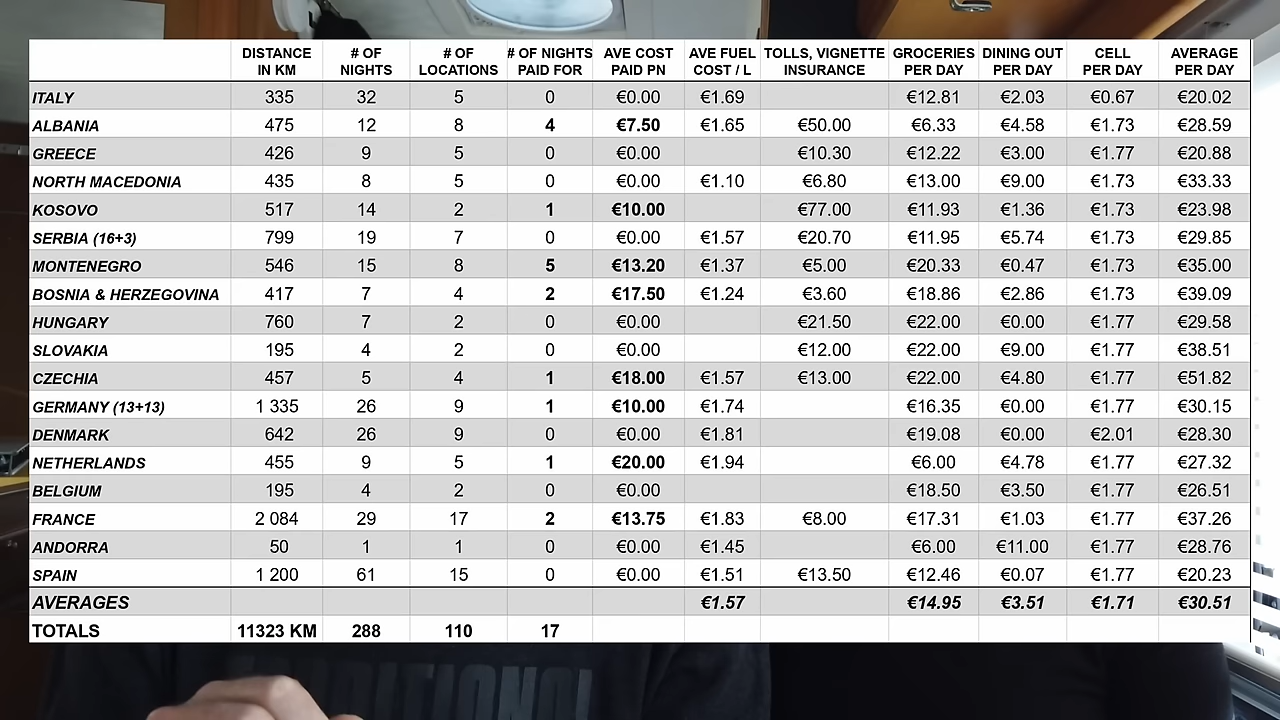 DISTANCE IN KM # OF NIGHTS # OF LOCATIONS # OF NIGHTS PAID FOR AVE COST PAID PN AVE FUEL COST / L TOLLS, VIGNETTE INSURANCE GROCERIES PER DAY DINING OUT PER DAY CELL PER DAY AVERAGE PER DAY
ITALY 335 32 5 0 €0.00 €1.69 €12.81 €2.03 €0.67 €20.02
ALBANIA 475 12 8 4 €7.50 €1.65 €50.00 €6.33 €4.58 €1.73 €28.59
GREECE 426 9 5 0 €0.00 €10.30 €12.22 €3.00 €1.77 €20.88
NORTH MACEDONIA 435 8 5 0 €0.00 €1.10 €6.80 €13.00 €9.00 €1.73 €33.33
KOSOVO 517 14 2 1 €10.00 €77.00 €11.93 €1.36 €1.73 €23.98
SERBIA (16+3) 799 19 7 0 €0.00 €1.57 €20.70 €11.95 €5.74 €1.73 €29.85
MONTENEGRO 546 15 8 5 €13.20 €1.37 €5.00 €20.33 €0.47 €1.73 €35.00
BOSNIA & HERZEGOVINA 417 7 4 2 €17.50 €1.24 €3.60 €18.86 €2.86 €1.73 €39.09
HUNGARY 760 7 2 0 €0.00 €21.50 €22.00 €0.00 €1.77 €29.58
SLOVAKIA 195 4 2 0 €0.00 €12.00 €22.00 €9.00 €1.77 €38.51
CZECHIA 457 5 4 1 €18.00 €1.57 €13.00 €22.00 €4.80 €1.77 €51.82
GERMANY (13+13) 1 335 26 9 1 €10.00 €1.74 €16.35 €0.00 €1.77 €30.15
DENMARK 642 26 9 0 €0.00 €1.81 €19.08 €0.00 €2.01 €28.30
NETHERLANDS 455 9 5 1 €20.00 €1.94 €6.00 €4.78 €1.77 €27.32
BELGIUM 195 4 2 0 €0.00 €18.50 €3.50 €1.77 €26.51
FRANCE 2 084 29 17 2 €13.75 €1.83 €8.00 €17.31 €1.03 €1.77 €37.26
ANDORRA 50 1 1 0 €0.00 €1.45 €6.00 €11.00 €1.77 €28.76
SPAIN 1 200 61 15 0 €0.00 €1.51 €13.50 €12.46 €0.07 €1.77 €20.23
AVERAGES €1.57 €14.95 €3.51 €1.71 €30.51
TOTALS 11323 KM 288 110 17